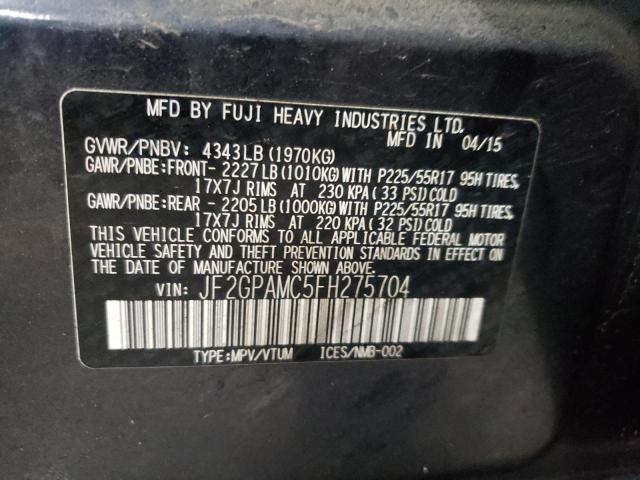 MFD BY FUJI HEAVY INDUSTRIES LTD.
MFD IN 04/15
GVWR/PNBV: 4343LB(1970KG)
GAWR/PNBE:FRONT- 2227LB(1010KG)WITH P225/55R17 95H TIRES,
17X7J RIMS AT 230 KPA(33 PSI)COLD
GAWR/PNBE:REAR - 2205LB(1000KG)WITH P225/55R17 95H TIRES,
17X7J RIMS AT 220 KPA(32 PSI)COLD
THIS VEHICLE CONFORMS TO ALL APPLICABLE FEDERAL MOTOR
VEHICLE SAFETY AND THEFT PREVENTION STANDARDS IN EFFECT
ON THE DATE OF MANUFACTURE SHOWN ABOVE.
VIN: JF2GPAMC5FH275704
TYPE:MPV/VTUM ICES/NMB-002